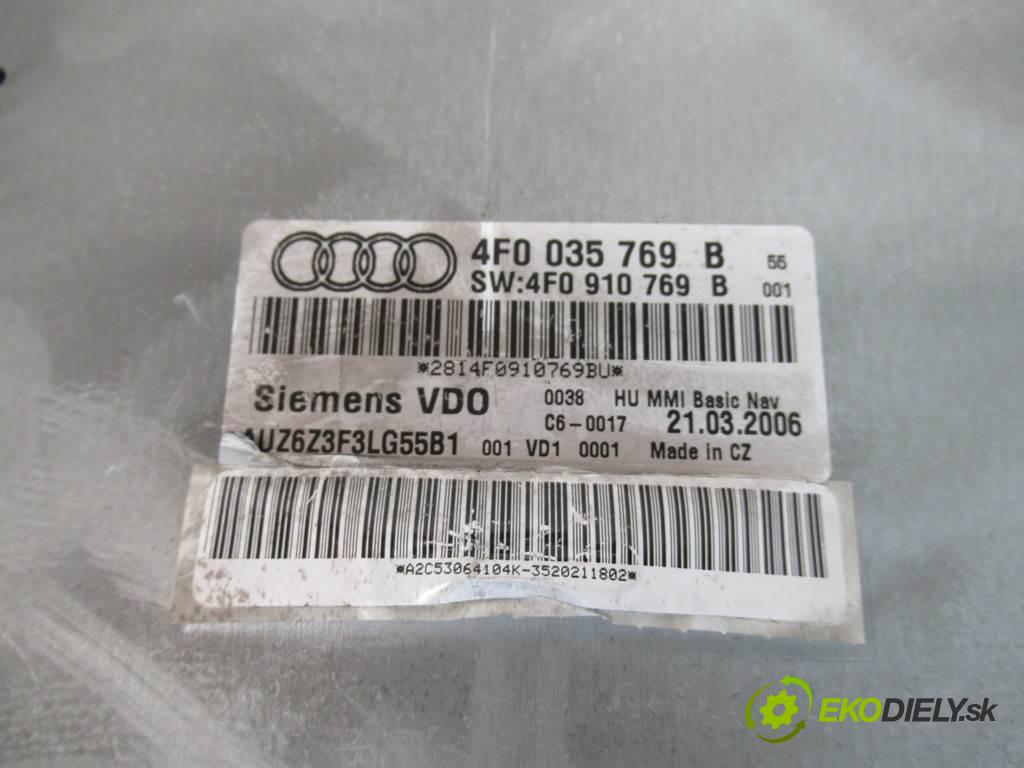 4F0 035 769 B 55
SW:4F0 910 769 B 001
*2814F0910769BU*
Siemens VDO 0038 HU MMI Basic Nav
C6-0017 21.03.2006
AUZ6Z3F3LG55B1 001 VD1 0001 Made in CZ
*A2C53064104K-3520211802*
EKODIELY.sk